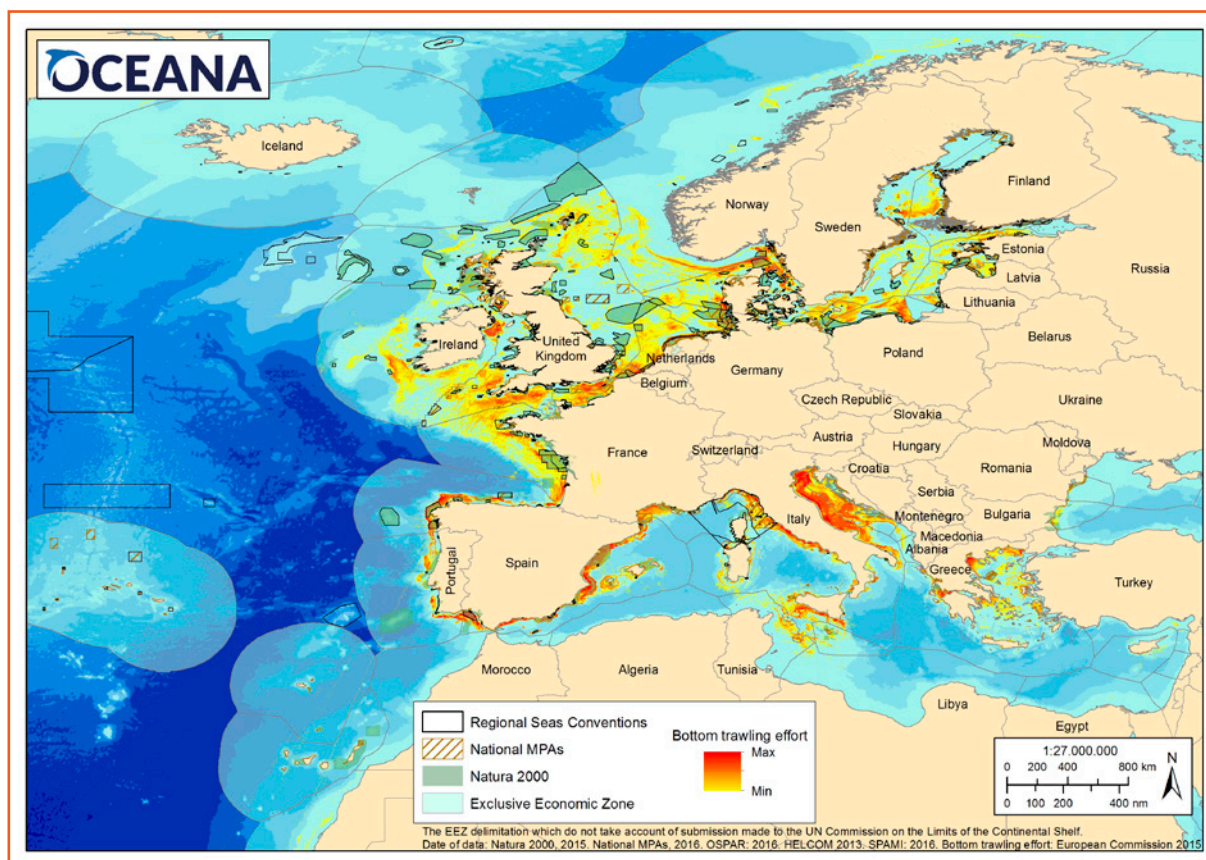 OCEANA
Iceland
Norway
Finland
Sweden
Estonia
Latvia
Lithuania
Russia
Ireland
United
Kingdom
Netherlands
Belgium
Germany
Poland
Belarus
Ukraine
Czech Republic
Slovakia
Austria
Hungary
Moldova
France
Switzerland
Croatia
Romania
Serbia
Italy
Montenegro
Bulgaria
Macedonia
Albania
Greece
Turkey
Portugal
Spain
Morocco
Algeria
Tunisia
Libya
Egypt
Regional Seas Conventions
National MPAs
Natura 2000
Exclusive Economic Zone
Bottom trawling effort
Max
Min
1:27.000.000
0 200 400 800 km
0 100 200 400 nm
N
The EEZ delimitation which do not take account of submission made to the UN Commission on the Limits of the Continental Shelf.
Date of data: Natura 2000, 2015. National MPAs, 2016. OSPAR: 2016. HELCOM 2013. SPAMI: 2016. Bottom trawling effort: European Commission 2015